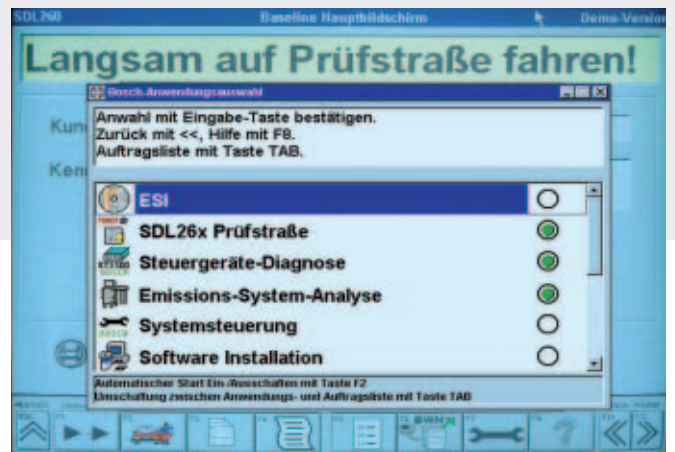 SDL260 Baseline Hauptbildschirm Demo-Version
Langsam auf Prüfstraße fahren!
Bosch-Anwendungsauswahl
Kun
Anwahl mit Eingabe-Taste bestätigen.
Zurück mit <<, Hilfe mit F8.
Auftragsliste mit Taste TAB.
Ken
ESI
SDL26x Prüfstraße
Steuergeräte-Diagnose
Emissions-System-Analyse
Systemsteuerung
Software Installation
Automatischer Start Ein-/Ausschalten mit Taste F2
Umschaltung zwischen Anwendungs- und Auftragsliste mit Taste TAB